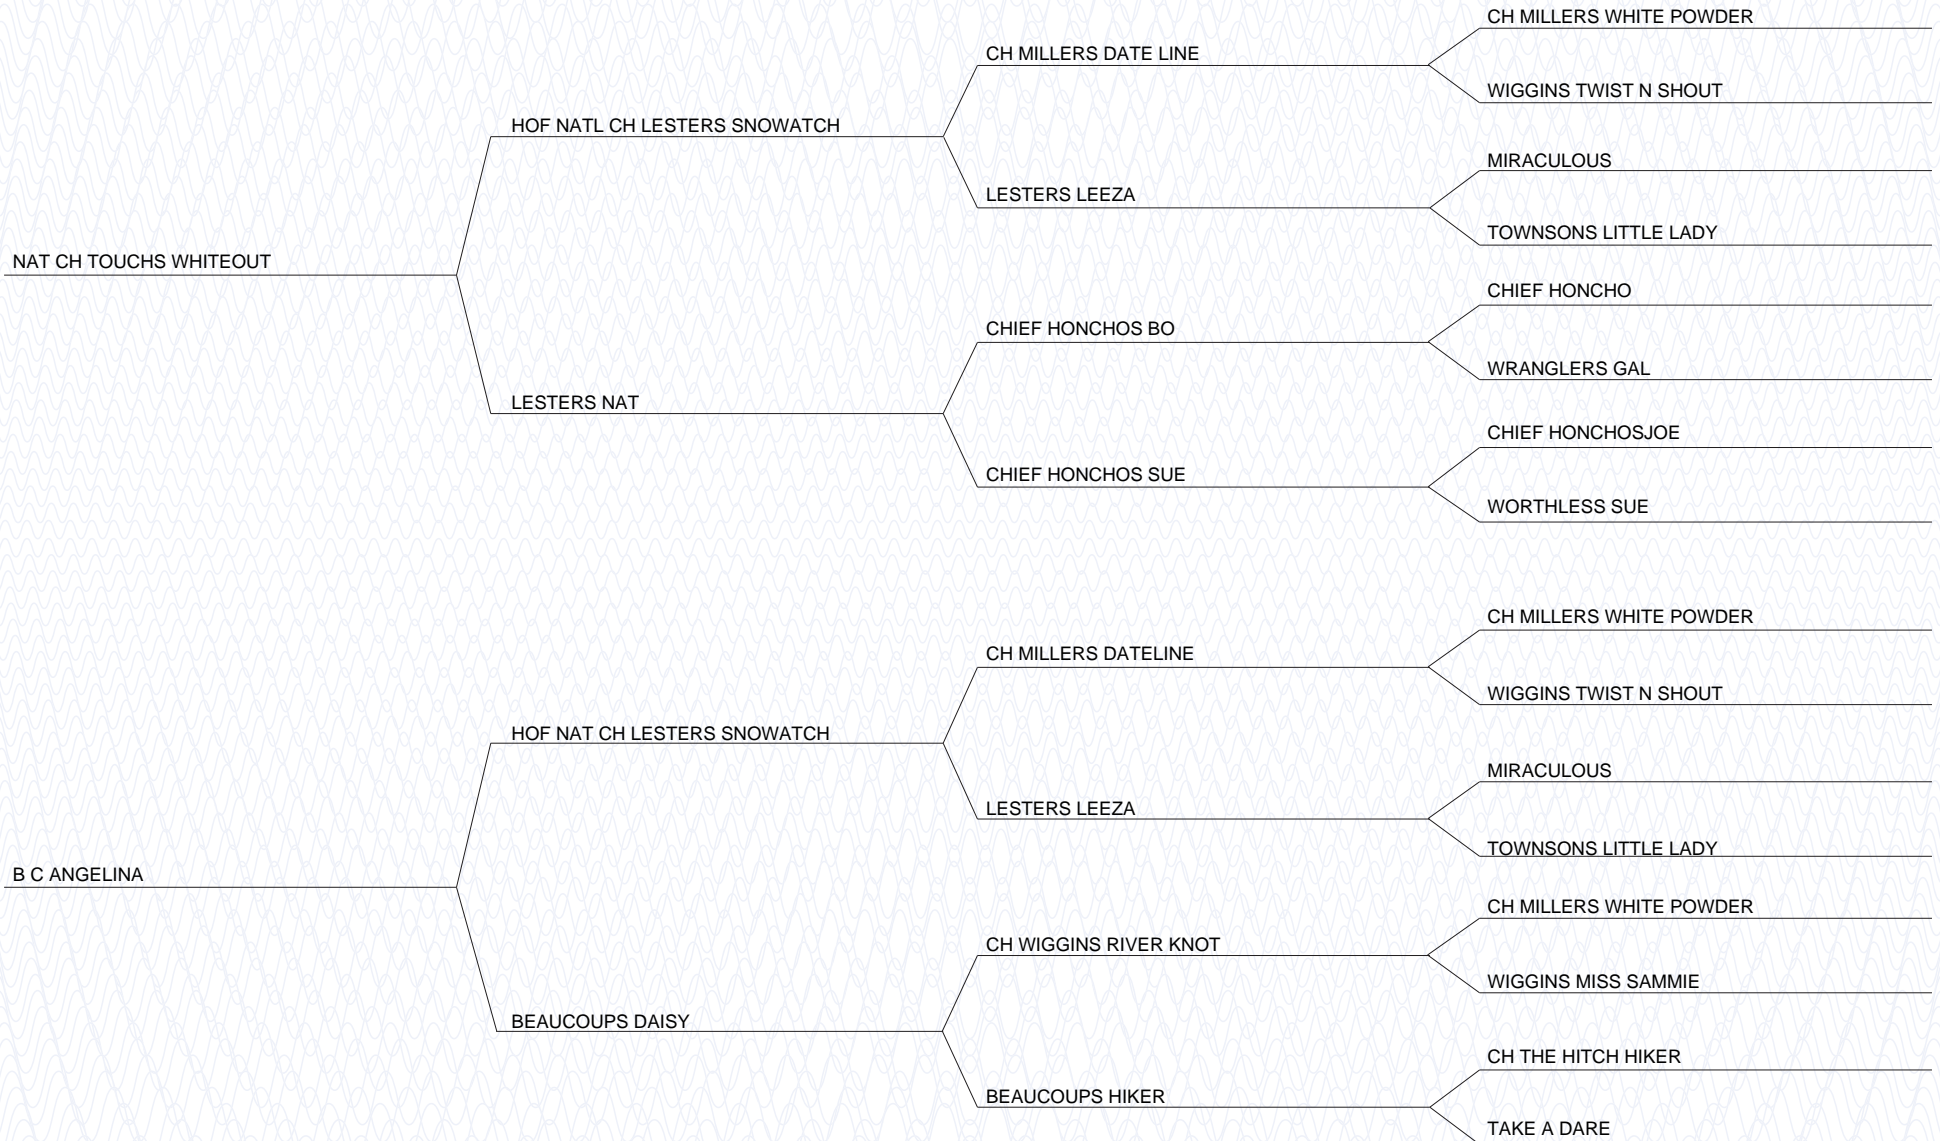 CH MILLERS WHITE POWDER
CH MILLERS DATE LINE
WIGGINS TWIST N SHOUT
HOF NATL CH LESTERS SNOWATCH
MIRACULOUS
LESTERS LEEZA
TOWNSONS LITTLE LADY
NAT CH TOUCHS WHITEOUT
CHIEF HONCHO
CHIEF HONCHOS BO
WRANGLERS GAL
LESTERS NAT
CHIEF HONCHOSJOE
CHIEF HONCHOS SUE
WORTHLESS SUE
CH MILLERS WHITE POWDER
CH MILLERS DATELINE
WIGGINS TWIST N SHOUT
HOF NAT CH LESTERS SNOWATCH
MIRACULOUS
LESTERS LEEZA
TOWNSONS LITTLE LADY
B C ANGELINA
CH MILLERS WHITE POWDER
CH WIGGINS RIVER KNOT
WIGGINS MISS SAMMIE
BEAUCOUPS DAISY
CH THE HITCH HIKER
BEAUCOUPS HIKER
TAKE A DARE